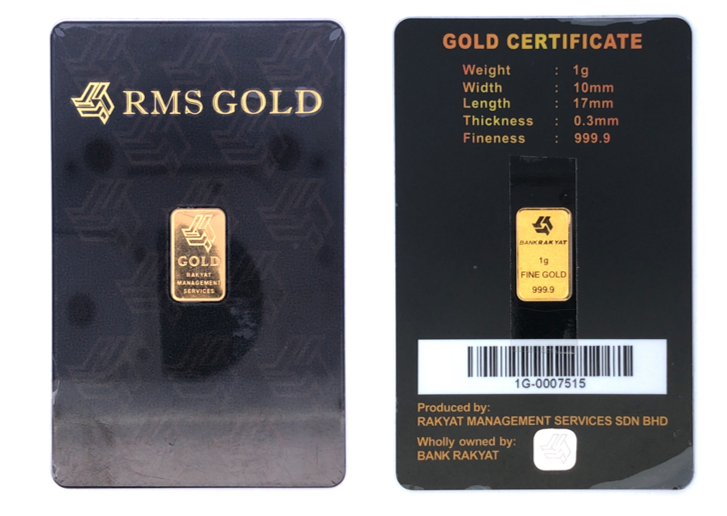 RMS GOLD
GOLD
RAKYAT
MANAGEMENT
SERVICES
GOLD CERTIFICATE
Weight : 1g
Width : 10mm
Length : 17mm
Thickness : 0.3mm
Fineness : 999.9
BANKRAKYAT
1g
FINE GOLD
999.9
1G-0007515
Produced by:
RAKYAT MANAGEMENT SERVICES SDN BHD
Wholly owned by:
BANK RAKYAT